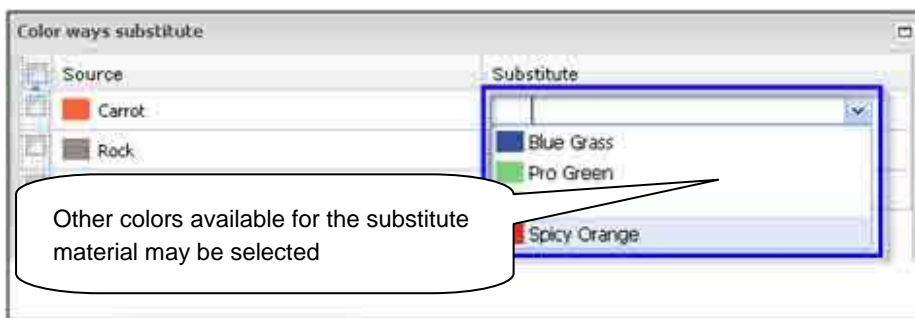 Color ways substitute
Source Substitute
Carrot
Rock
Blue Grass
Pro Green
Spicy Orange
Other colors available for the substitute
material may be selected